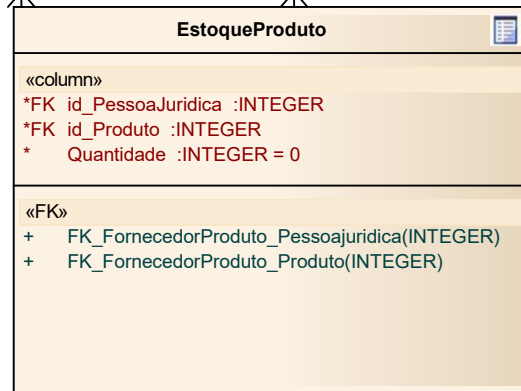 EstoqueProduto
«column»
*FK id_PessoaJuridica :INTEGER
*FK id_Produto :INTEGER
* Quantidade :INTEGER = 0
«FK»
+ FK_FornecedorProduto_Pessoajuridica(INTEGER)
+ FK_FornecedorProduto_Produto(INTEGER)